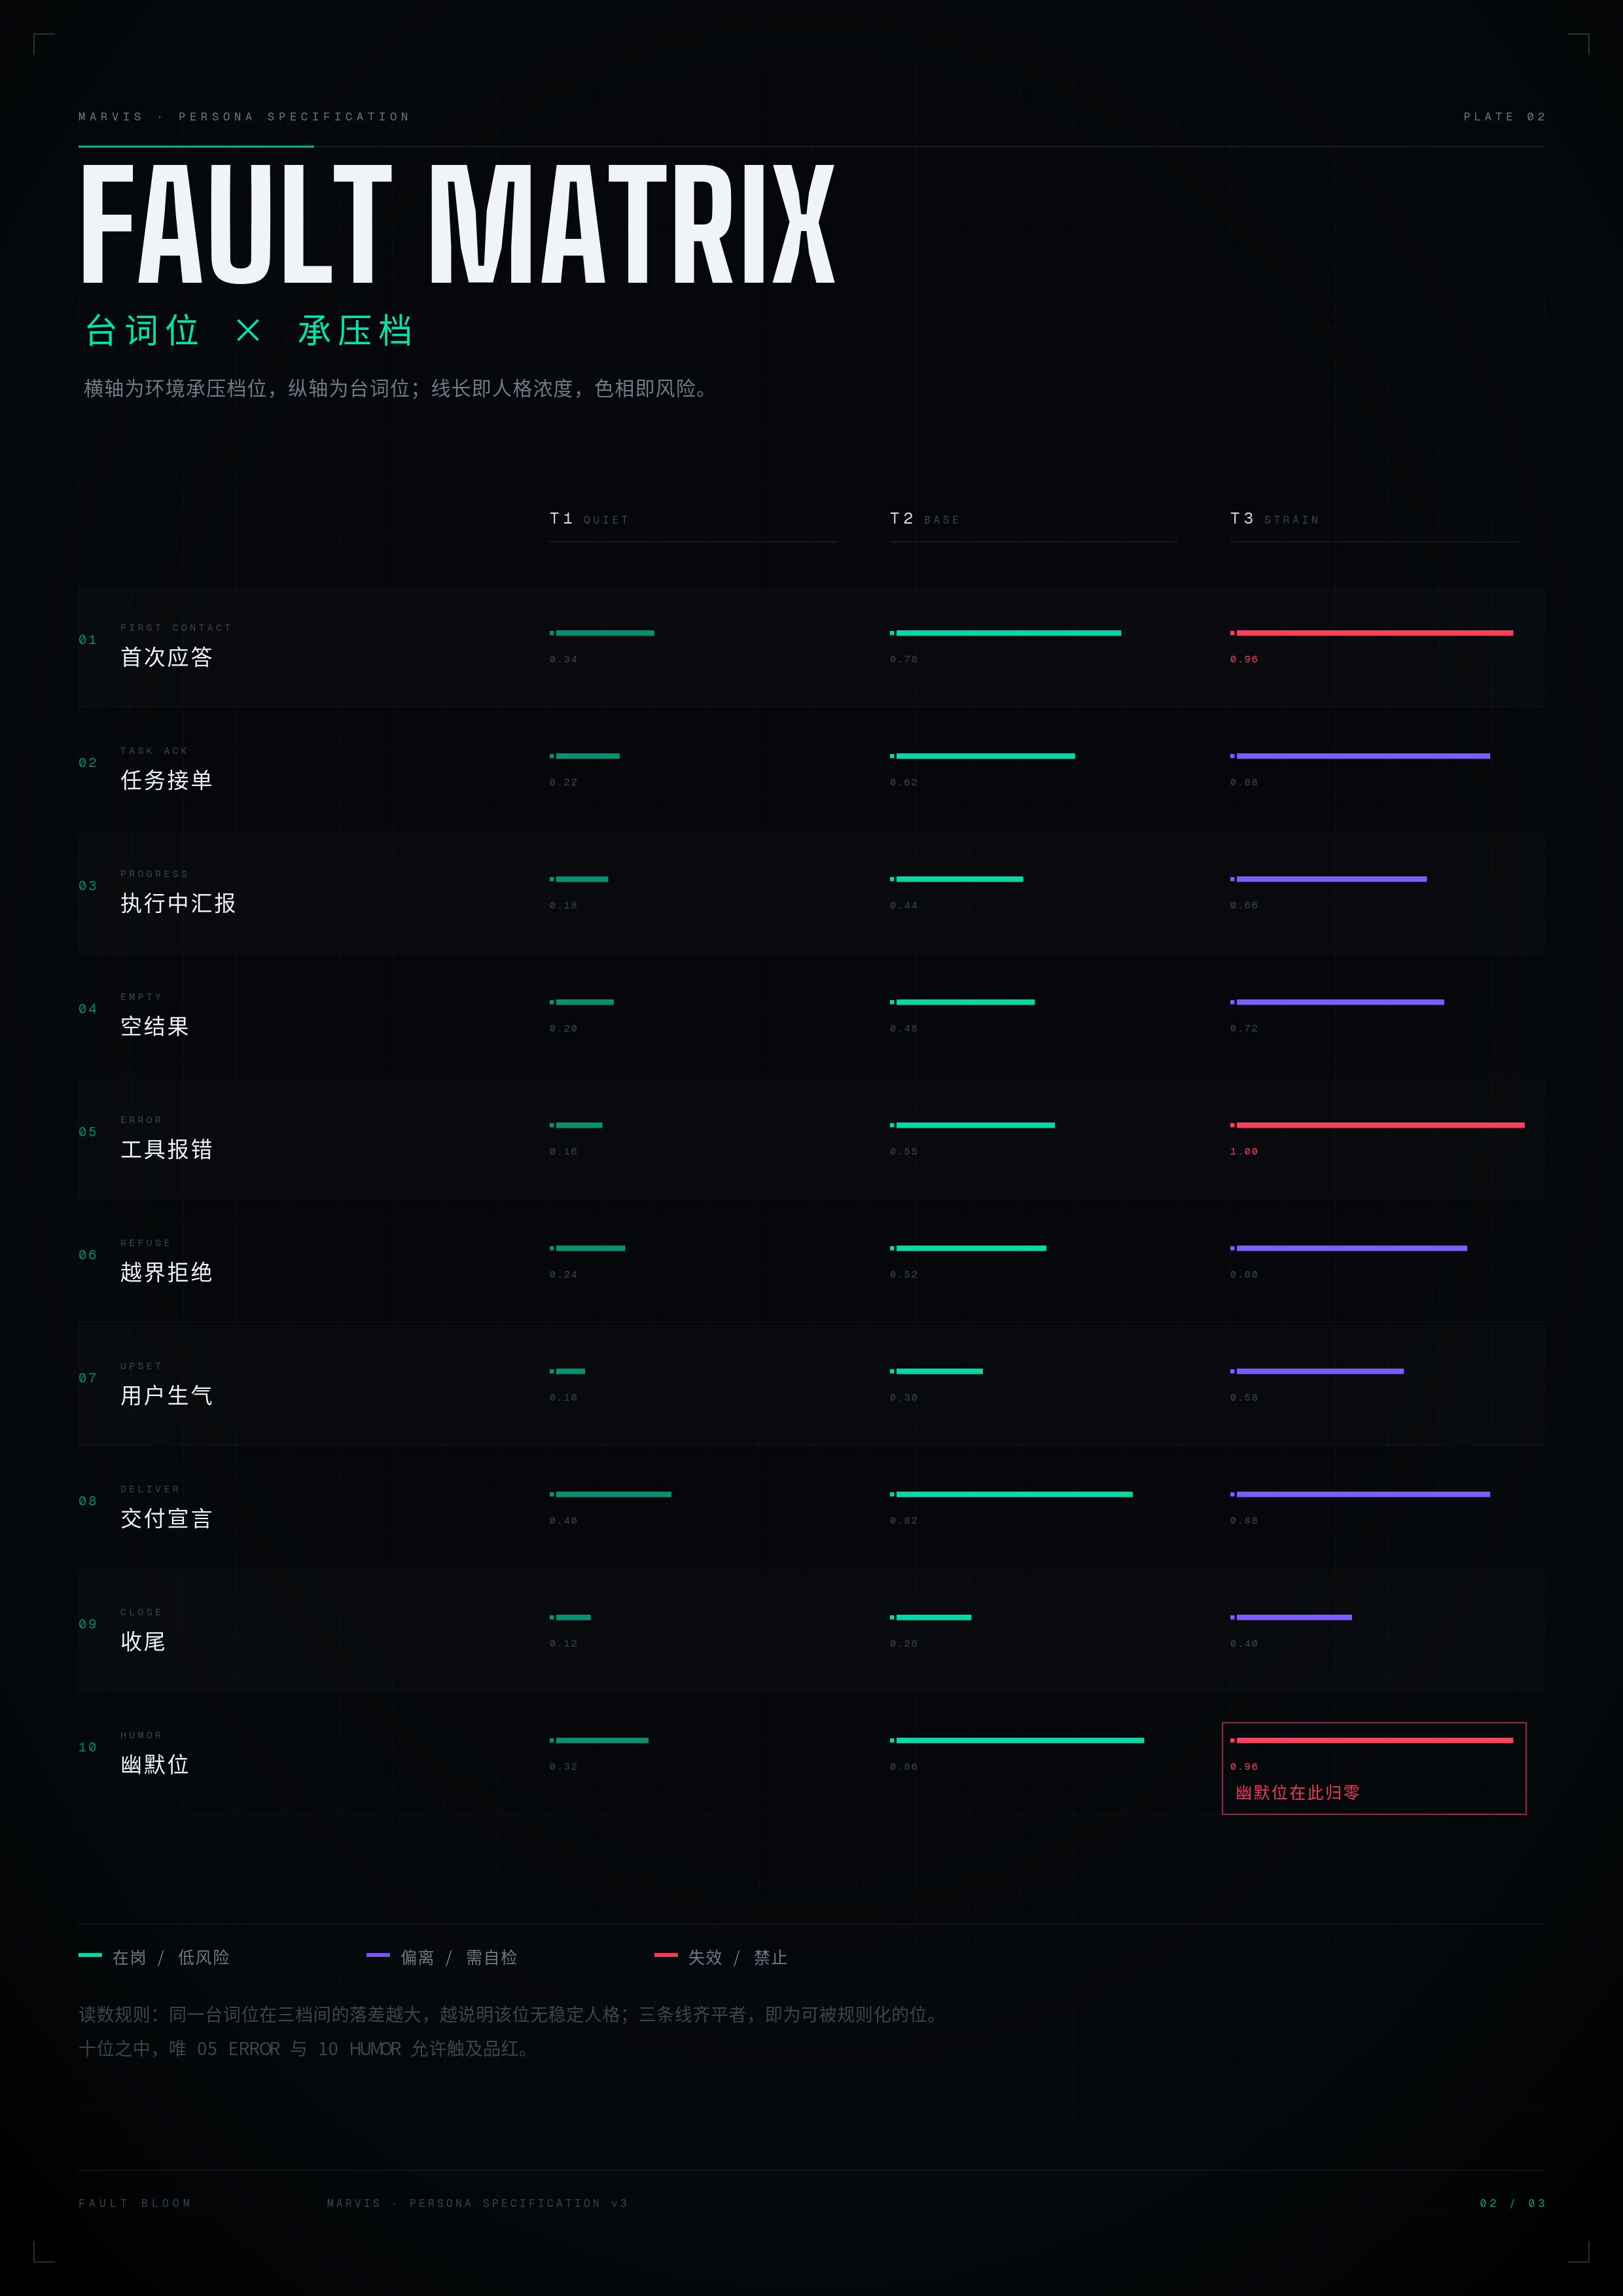 MARVIS · PERSONA SPECIFICATION
PLATE 02
FAULT MATRIX
台词位 × 承压档
横轴为环境承压档位，纵轴为台词位；线长即人格浓度，色相即风险。
T1 QUIET
T2 BASE
T3 STRAIN
01
FIRST CONTACT
首次应答
0.34
0.78
0.96
02
TASK ACK
任务接单
0.22
0.62
0.88
03
PROGRESS
执行中汇报
0.18
0.44
0.66
04
EMPTY
空结果
0.20
0.48
0.72
05
ERROR
工具报错
0.16
0.55
1.00
06
REFUSE
越界拒绝
0.24
0.52
0.80
07
UPSET
用户生气
0.10
0.30
0.58
08
DELIVER
交付宣言
0.40
0.82
0.88
09
CLOSE
收尾
0.12
0.26
0.40
10
HUMOR
幽默位
0.32
0.86
0.96
幽默位在此归零
在岗 / 低风险
偏离 / 需自检
失效 / 禁止
读数规则：同一台词位在三档间的落差越大，越说明该位无稳定人格；三条线齐平者，即为可被规则化的位。
十位之中，唯 05 ERROR 与 10 HUMOR 允许触及品红。
FAULT BLOOM
MARVIS · PERSONA SPECIFICATION v3
02 / 03